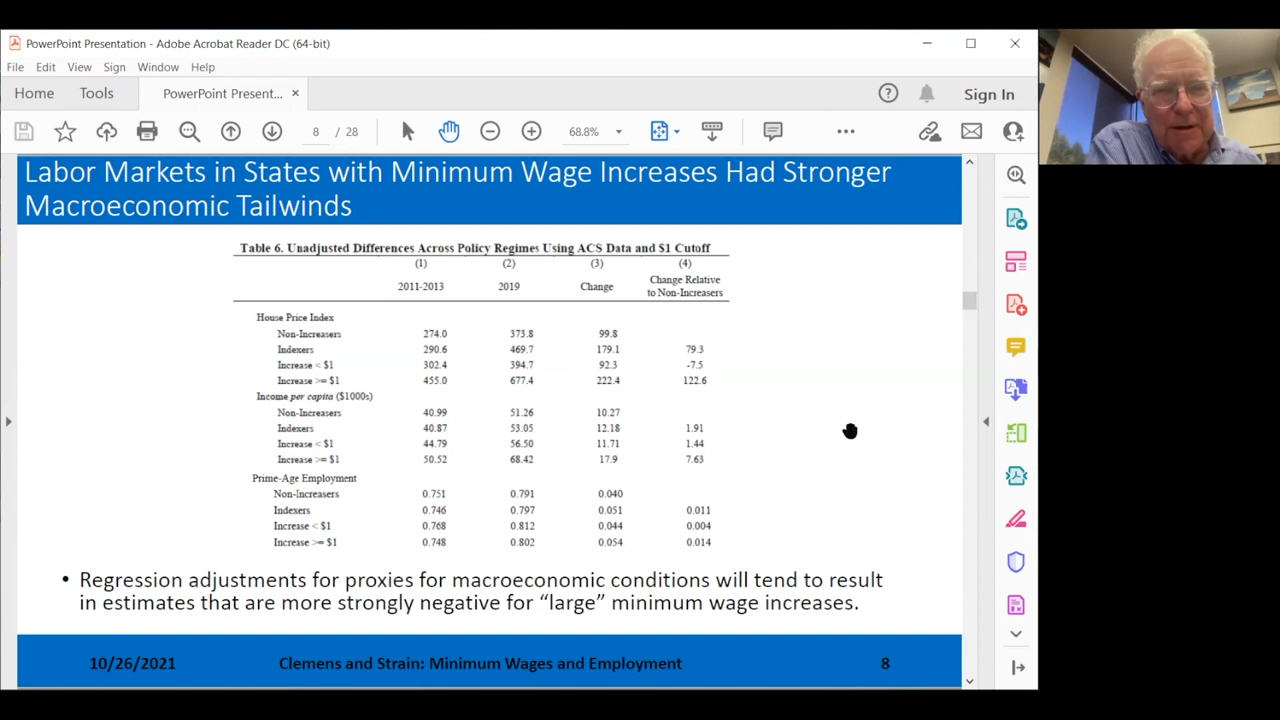 PowerPoint Presentation - Adobe Acrobat Reader DC (64-bit)
File Edit View Sign Window Help
Home Tools PowerPoint Present... × Sign In
8 / 28 68.8%
Labor Markets in States with Minimum Wage Increases Had Stronger
Macroeconomic Tailwinds
Table 6. Unadjusted Differences Across Policy Regimes Using ACS Data and $1 Cutoff
(1) (2) (3) (4)
2011-2013 2019 Change Change Relative
to Non-Increasers
House Price Index
Non-Increasers 274.0 373.8 99.8
Indexers 290.6 469.7 179.1 79.3
Increase < $1 302.4 394.7 92.3 -7.5
Increase >= $1 455.0 677.4 222.4 122.6
Income per capita ($1000s)
Non-Increasers 40.99 51.26 10.27
Indexers 40.87 53.05 12.18 1.91
Increase < $1 44.79 56.50 11.71 1.44
Increase >= $1 50.52 68.42 17.9 7.63
Prime-Age Employment
Non-Increasers 0.751 0.791 0.040
Indexers 0.746 0.797 0.051 0.011
Increase < $1 0.768 0.812 0.044 0.004
Increase >= $1 0.748 0.802 0.054 0.014
• Regression adjustments for proxies for macroeconomic conditions will tend to result
in estimates that are more strongly negative for “large” minimum wage increases.
10/26/2021 Clemens and Strain: Minimum Wages and Employment 8